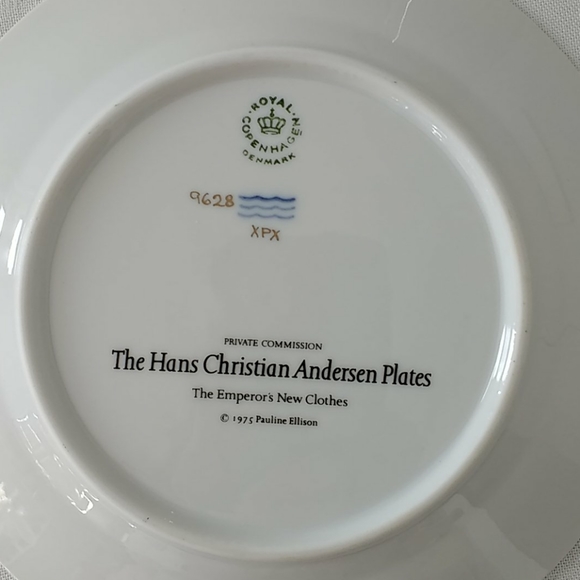 ROYAL
COPENHAGEN
DENMARK
9628
XPX
PRIVATE COMMISSION
The Hans Christian Andersen Plates
The Emperor's New Clothes
© 1975 Pauline Ellison